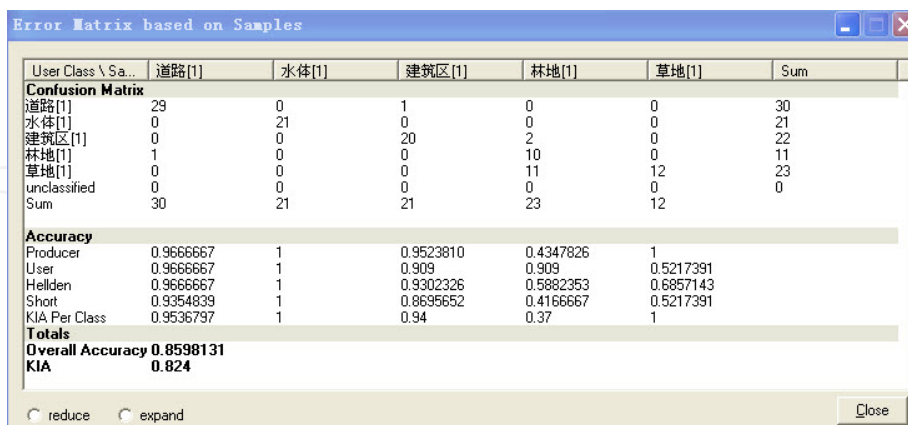 Error Matrix based on Samples
User Class \ Sa... 道路[1] 水体[1] 建筑区[1] 林地[1] 草地[1] Sum
Confusion Matrix
道路[1] 29 0 1 0 0 30
水体[1] 0 21 0 0 0 21
建筑区[1] 0 0 20 2 0 22
林地[1] 1 0 0 10 0 11
草地[1] 0 0 0 11 12 23
unclassified 0 0 0 0 0 0
Sum 30 21 21 23 12
Accuracy
Producer 0.9666667 1 0.9523810 0.4347826 1
User 0.9666667 1 0.909 0.909 0.5217391
Hellden 0.9666667 1 0.9302326 0.5882353 0.6857143
Short 0.9354839 1 0.8695652 0.4166667 0.5217391
KIA Per Class 0.9536797 1 0.94 0.37 1
Totals
Overall Accuracy 0.8598131
KIA 0.824
reduce expand Close